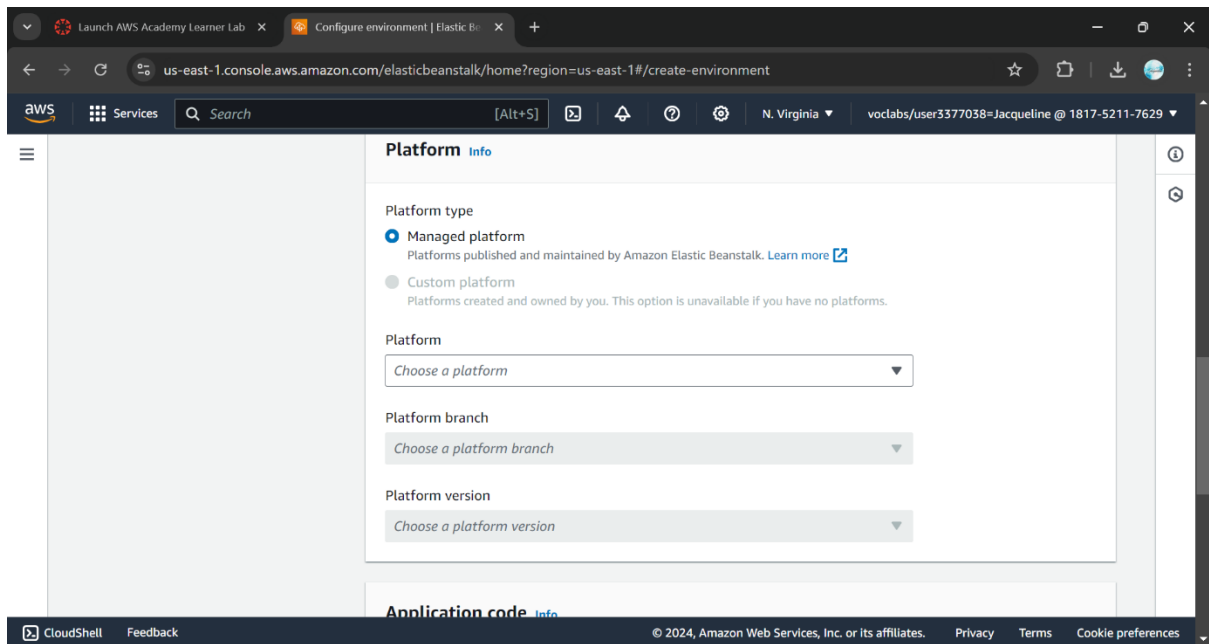 Launch AWS Academy Learner Lab
Configure environment | Elastic Be
us-east-1.console.aws.amazon.com/elasticbeanstalk/home?region=us-east-1#/create-environment
aws
Services
Search
[Alt+S]
N. Virginia
voclabs/user3377038=Jacqueline @ 1817-5211-7629
Platform Info
Platform type
Managed platform
Platforms published and maintained by Amazon Elastic Beanstalk. Learn more
Custom platform
Platforms created and owned by you. This option is unavailable if you have no platforms.
Platform
Choose a platform
Platform branch
Choose a platform branch
Platform version
Choose a platform version
Application code Info
CloudShell
Feedback
© 2024, Amazon Web Services, Inc. or its affiliates.
Privacy
Terms
Cookie preferences